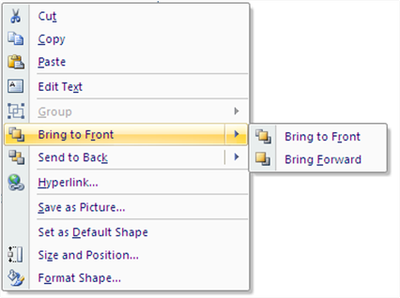 Cut
Copy
Paste
Edit Text
Group
Bring to Front
Send to Back
Hyperlink...
Save as Picture...
Set as Default Shape
Size and Position...
Format Shape...
Bring to Front
Bring Forward